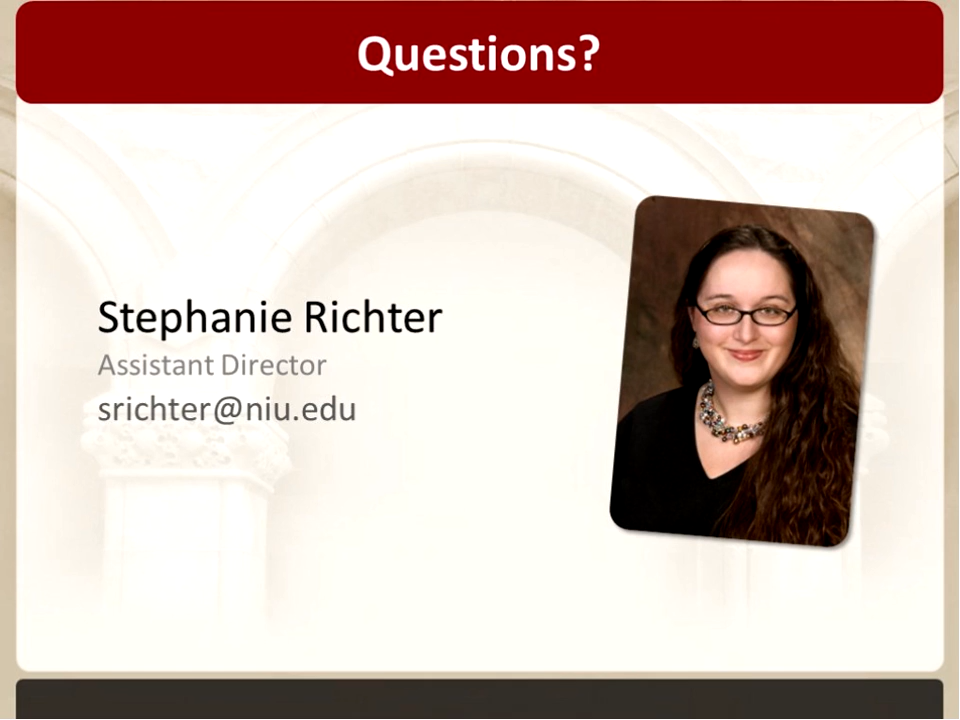 Questions?
Stephanie Richter
Assistant Director
srichter@niu.edu